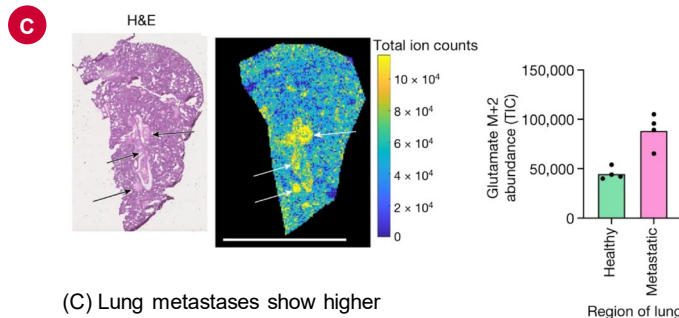 C
H&E
Total ion counts
10 × 10⁴
8 × 10⁴
6 × 10⁴
4 × 10⁴
2 × 10⁴
0
Glutamate M+2
abundance (TIC)
150,000
100,000
50,000
0
Healthy
Metastatic
Region of lung
(C) Lung metastases show higher